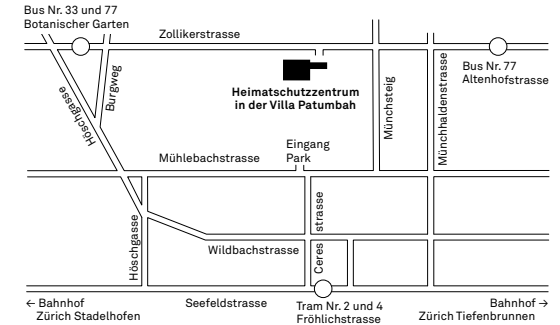 Bus Nr. 33 und 77
Botanischer Garten
Zollikerstrasse
Bus Nr. 77
Altenhofstrasse
Höschgasse
Burgweg
Heimatschutzzentrum
in der Villa Patumbah
Münchsteig
Münchhaldenstrasse
Eingang
Park
Mühlebachstrasse
Höschgasse
Wildbachstrasse
Ceres strasse
← Bahnhof
Zürich Stadelhofen
Seefeldstrasse
Tram Nr. 2 und 4
Fröhlichstrasse
Bahnhof →
Zürich Tiefenbrunnen